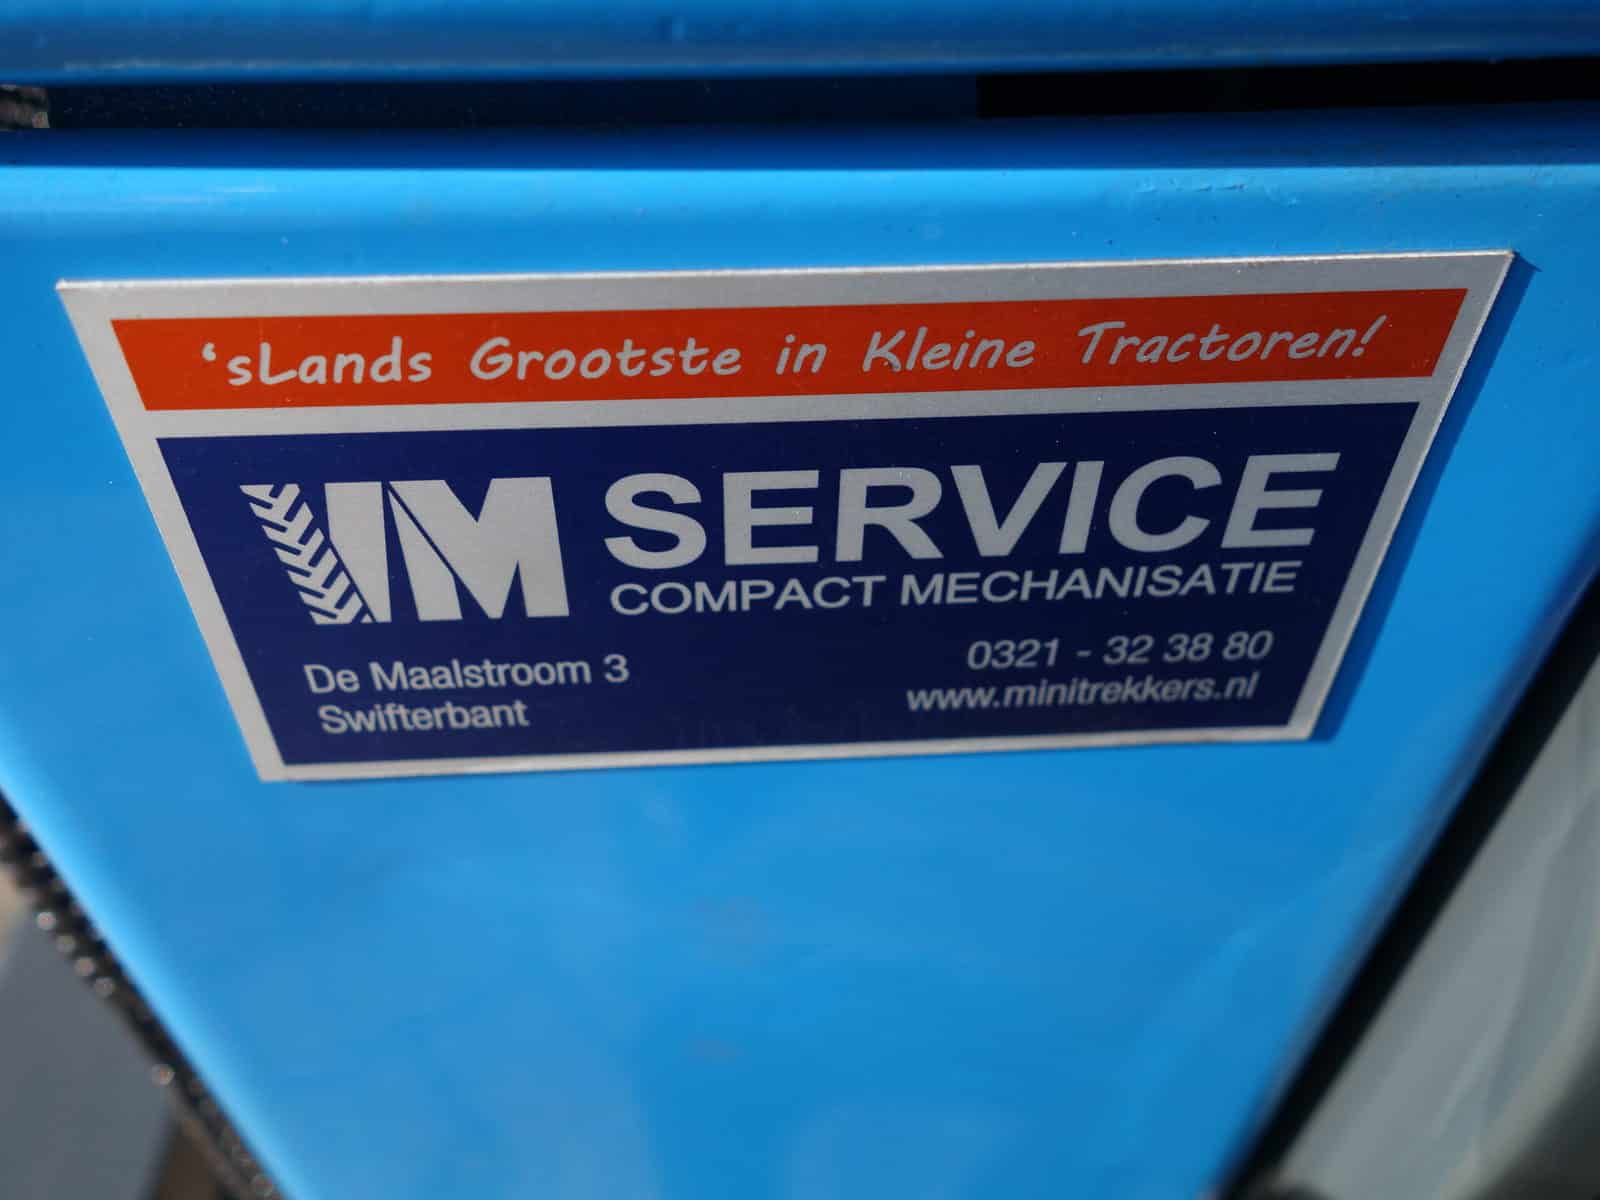 ‘sLands Grootste in Kleine Tractoren!
IM SERVICE
COMPACT MECHANISATIE
De Maalstroom 3
Swifterbant
0321 - 32 38 80
www.minitrekkers.nl